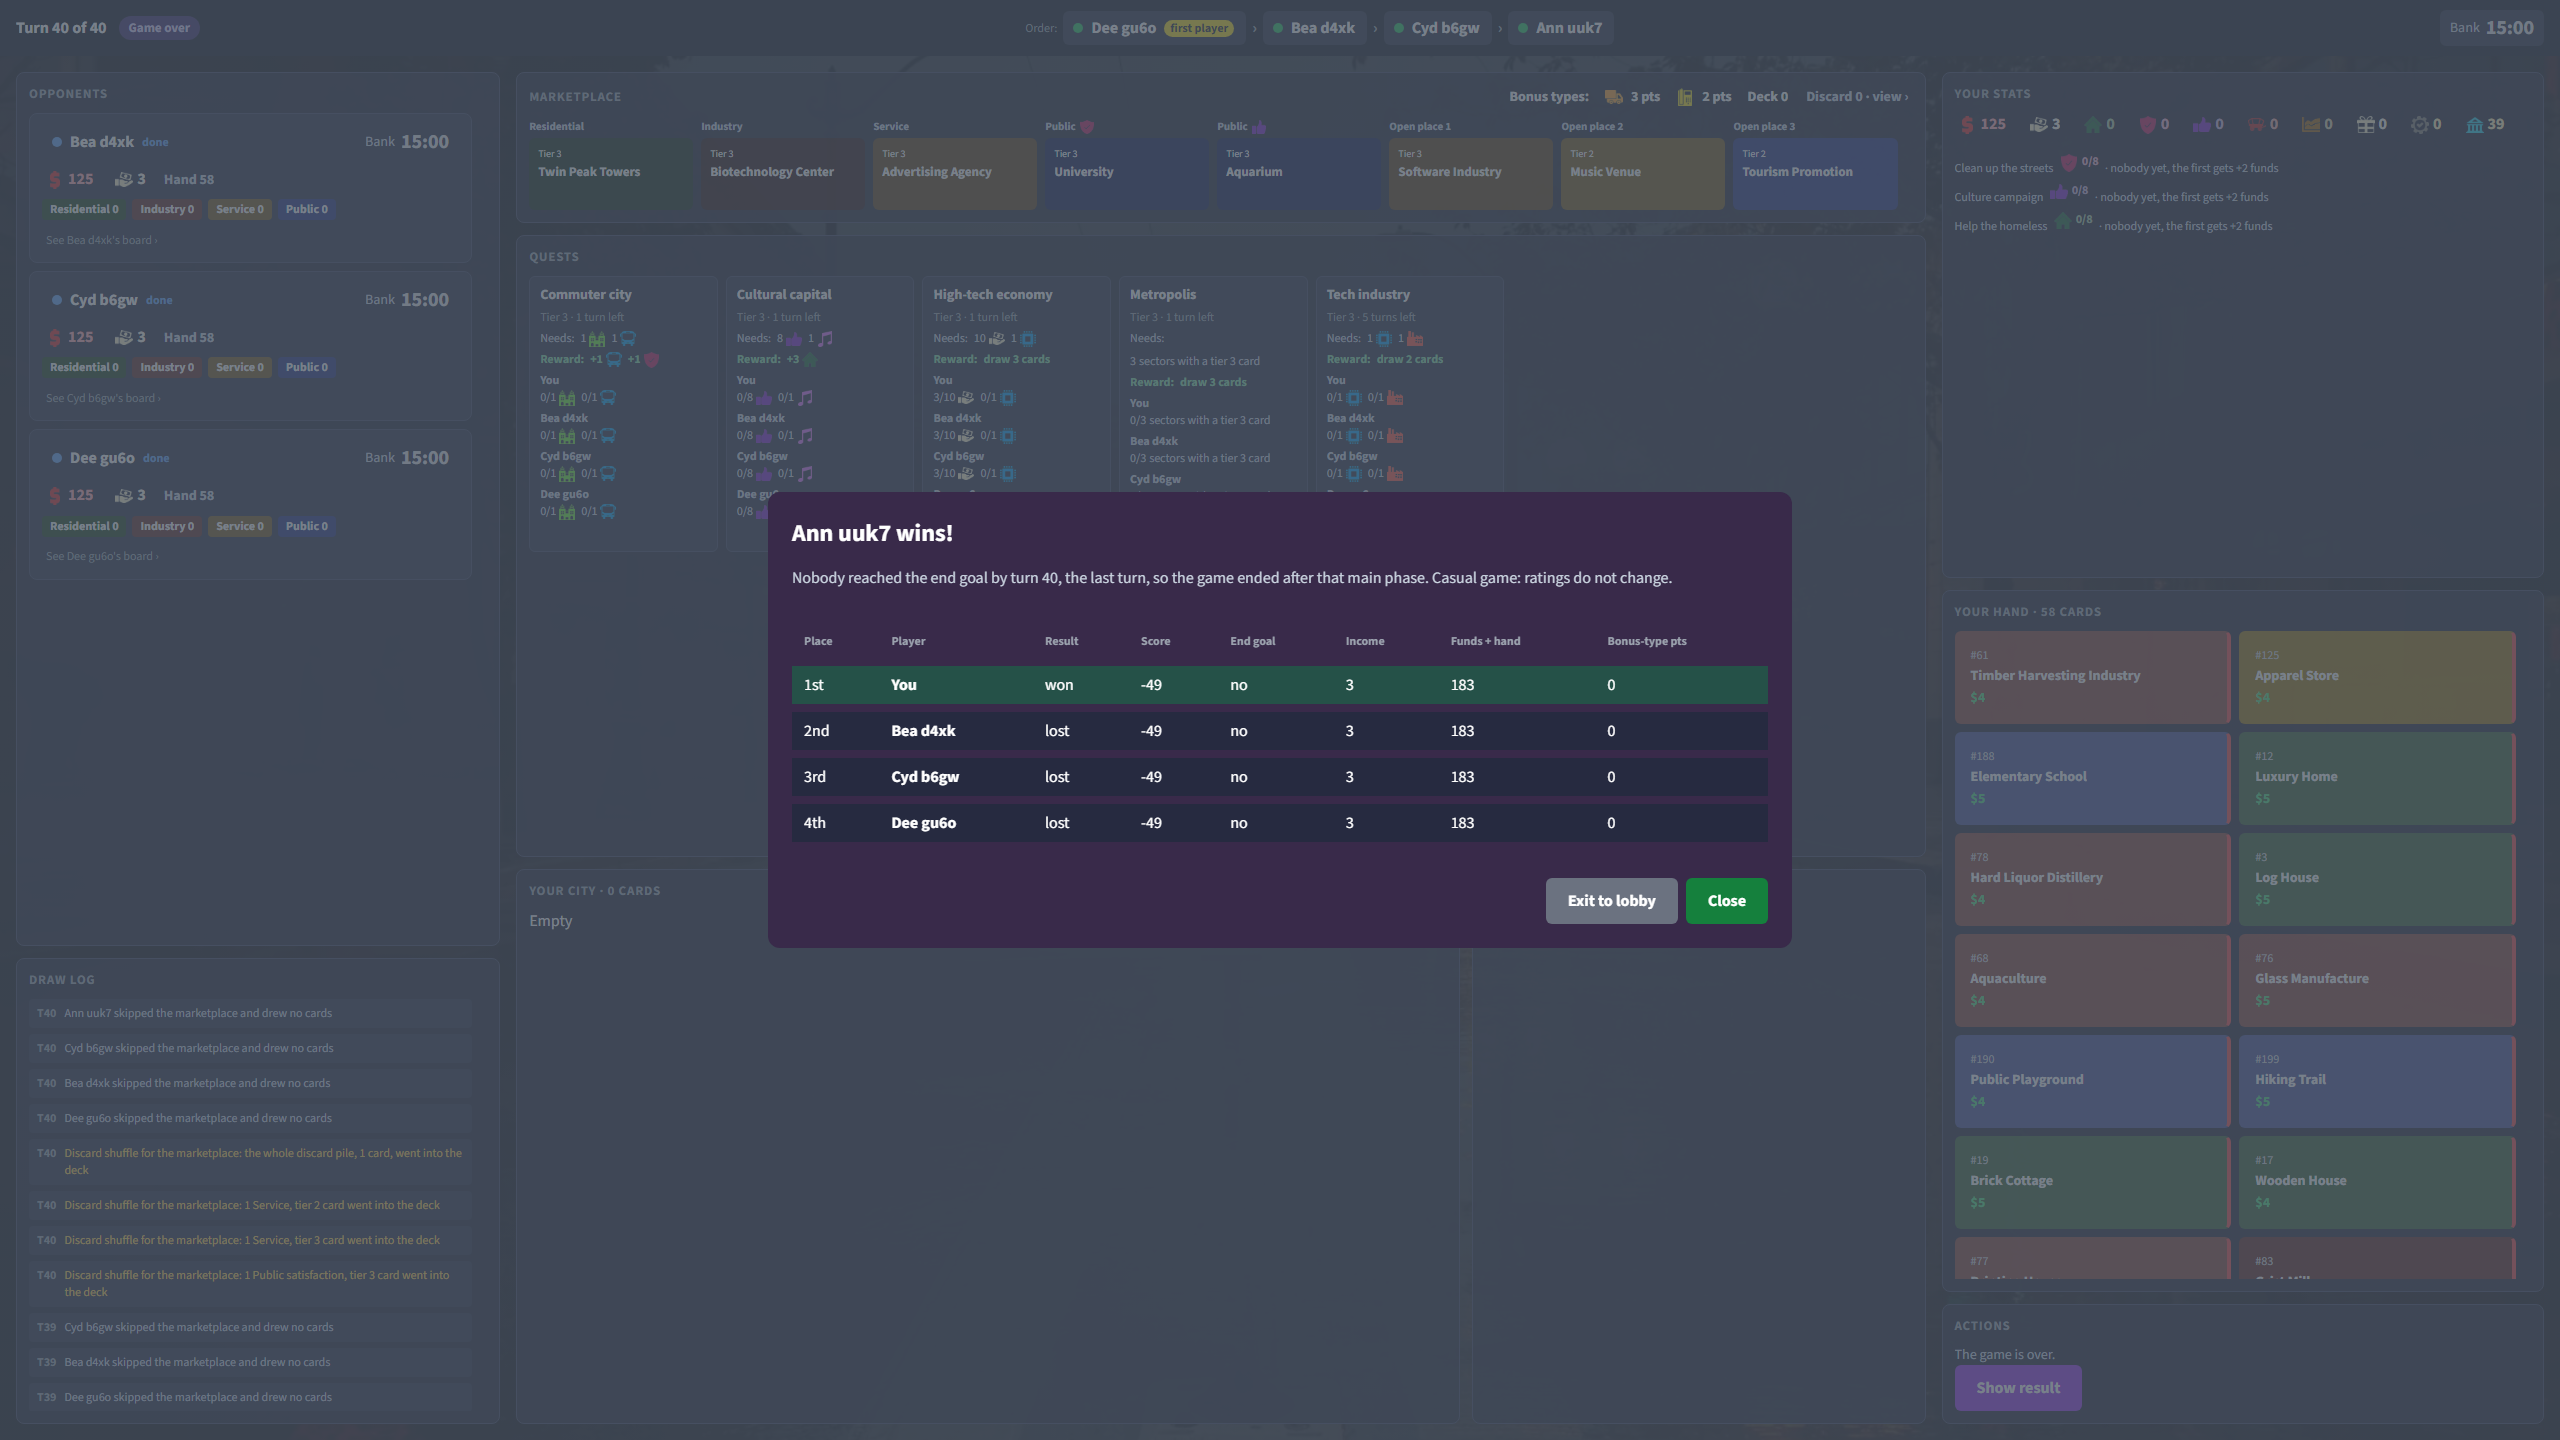 Turn 40 of 40 Game over
Order: Dee gu6o first player › Bea d4xk › Cyd b6gw › Ann uuk7
Bank 15:00
OPPONENTS
Bea d4xk done Bank 15:00
125 3 Hand 58
Residential 0 Industry 0 Service 0 Public 0
See Bea d4xk's board ›
Cyd b6gw done Bank 15:00
125 3 Hand 58
Residential 0 Industry 0 Service 0 Public 0
See Cyd b6gw's board ›
Dee gu6o done Bank 15:00
125 3 Hand 58
Residential 0 Industry 0 Service 0 Public 0
See Dee gu6o's board ›
DRAW LOG
T40 Ann uuk7 skipped the marketplace and drew no cards
T40 Cyd b6gw skipped the marketplace and drew no cards
T40 Bea d4xk skipped the marketplace and drew no cards
T40 Dee gu6o skipped the marketplace and drew no cards
T40 Discard shuffle for the marketplace: the whole discard pile, 1 card, went into the
deck
T40 Discard shuffle for the marketplace: 1 Service, tier 2 card went into the deck
T40 Discard shuffle for the marketplace: 1 Service, tier 3 card went into the deck
T40 Discard shuffle for the marketplace: 1 Public satisfaction, tier 3 card went into
the deck
T39 Cyd b6gw skipped the marketplace and drew no cards
T39 Bea d4xk skipped the marketplace and drew no cards
T39 Dee gu6o skipped the marketplace and drew no cards
MARKETPLACE
Bonus types: 3 pts 2 pts Deck 0 Discard 0 · view ›
Residential Industry Service Public Public Open place 1 Open place 2 Open place 3
Tier 3 Tier 3 Tier 3 Tier 3 Tier 3 Tier 3 Tier 2 Tier 2
Twin Peak Towers Biotechnology Center Advertising Agency University Aquarium Software Industry Music Venue Tourism Promotion
QUESTS
Commuter city
Tier 3 · 1 turn left
Needs: 1 1
Reward: +1 +1
You
0/1 0/1
Bea d4xk
0/1 0/1
Cyd b6gw
0/1 0/1
Dee gu6o
0/1 0/1
Cultural capital
Tier 3 · 1 turn left
Needs: 8 1
Reward: +3
You
0/8 0/1
Bea d4xk
0/8 0/1
Cyd b6gw
0/8 0/1
Dee gu
0/8
High-tech economy
Tier 3 · 1 turn left
Needs: 10 1
Reward: draw 3 cards
You
3/10 0/1
Bea d4xk
3/10 0/1
Cyd b6gw
3/10 0/1
Metropolis
Tier 3 · 1 turn left
Needs:
3 sectors with a tier 3 card
Reward: draw 3 cards
You
0/3 sectors with a tier 3 card
Bea d4xk
0/3 sectors with a tier 3 card
Cyd b6gw
Tech industry
Tier 3 · 5 turns left
Needs: 1 1
Reward: draw 2 cards
You
0/1 0/1
Bea d4xk
0/1 0/1
Cyd b6gw
0/1 0/1
Ann uuk7 wins!
Nobody reached the end goal by turn 40, the last turn, so the game ended after that main phase. Casual game: ratings do not change.
Place Player Result Score End goal Income Funds + hand Bonus-type pts
1st You won -49 no 3 183 0
2nd Bea d4xk lost -49 no 3 183 0
3rd Cyd b6gw lost -49 no 3 183 0
4th Dee gu6o lost -49 no 3 183 0
Exit to lobby Close
YOUR CITY · 0 CARDS
Empty
YOUR STATS
125 3 0 0 0 0 0 0 0 39
Clean up the streets 0/8 · nobody yet, the first gets +2 funds
Culture campaign 0/8 · nobody yet, the first gets +2 funds
Help the homeless 0/8 · nobody yet, the first gets +2 funds
YOUR HAND · 58 CARDS
#61 #125
Timber Harvesting Industry Apparel Store
$4 $4
#188 #12
Elementary School Luxury Home
$5 $5
#78 #3
Hard Liquor Distillery Log House
$4 $5
#68 #76
Aquaculture Glass Manufacture
$4 $5
#190 #199
Public Playground Hiking Trail
$4 $5
#19 #17
Brick Cottage Wooden House
$5 $4
#77 #83
ACTIONS
The game is over.
Show result